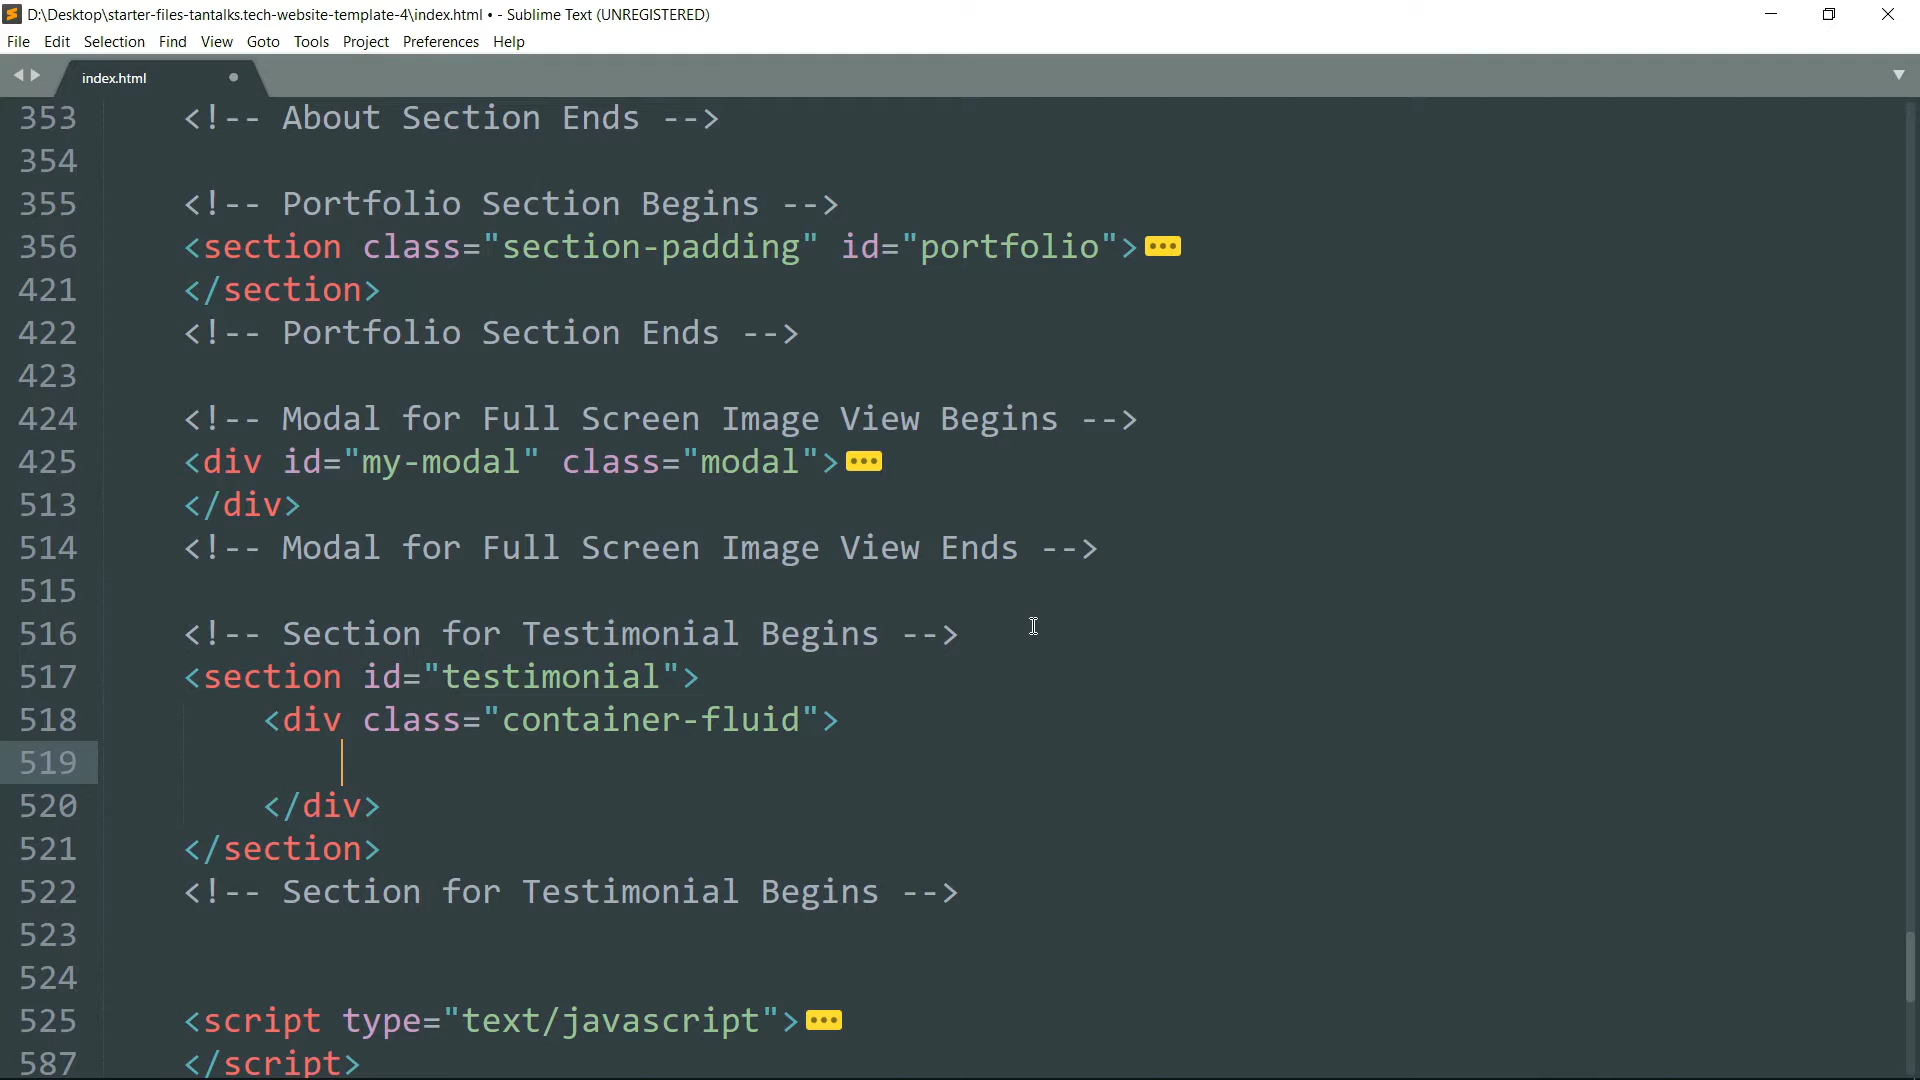 D:\Desktop\starter-files-tantalks.tech-website-template-4\index.html • - Sublime Text (UNREGISTERED)
File Edit Selection Find View Goto Tools Project Preferences Help
index.html
353 <!-- About Section Ends -->
354
355 <!-- Portfolio Section Begins -->
356 <section class="section-padding" id="portfolio">
421 </section>
422 <!-- Portfolio Section Ends -->
423
424 <!-- Modal for Full Screen Image View Begins -->
425 <div id="my-modal" class="modal">
513 </div>
514 <!-- Modal for Full Screen Image View Ends -->
515
516 <!-- Section for Testimonial Begins -->
517 <section id="testimonial">
518 <div class="container-fluid">
519
520 </div>
521 </section>
522 <!-- Section for Testimonial Begins -->
523
524
525 <script type="text/javascript">
587 </script>